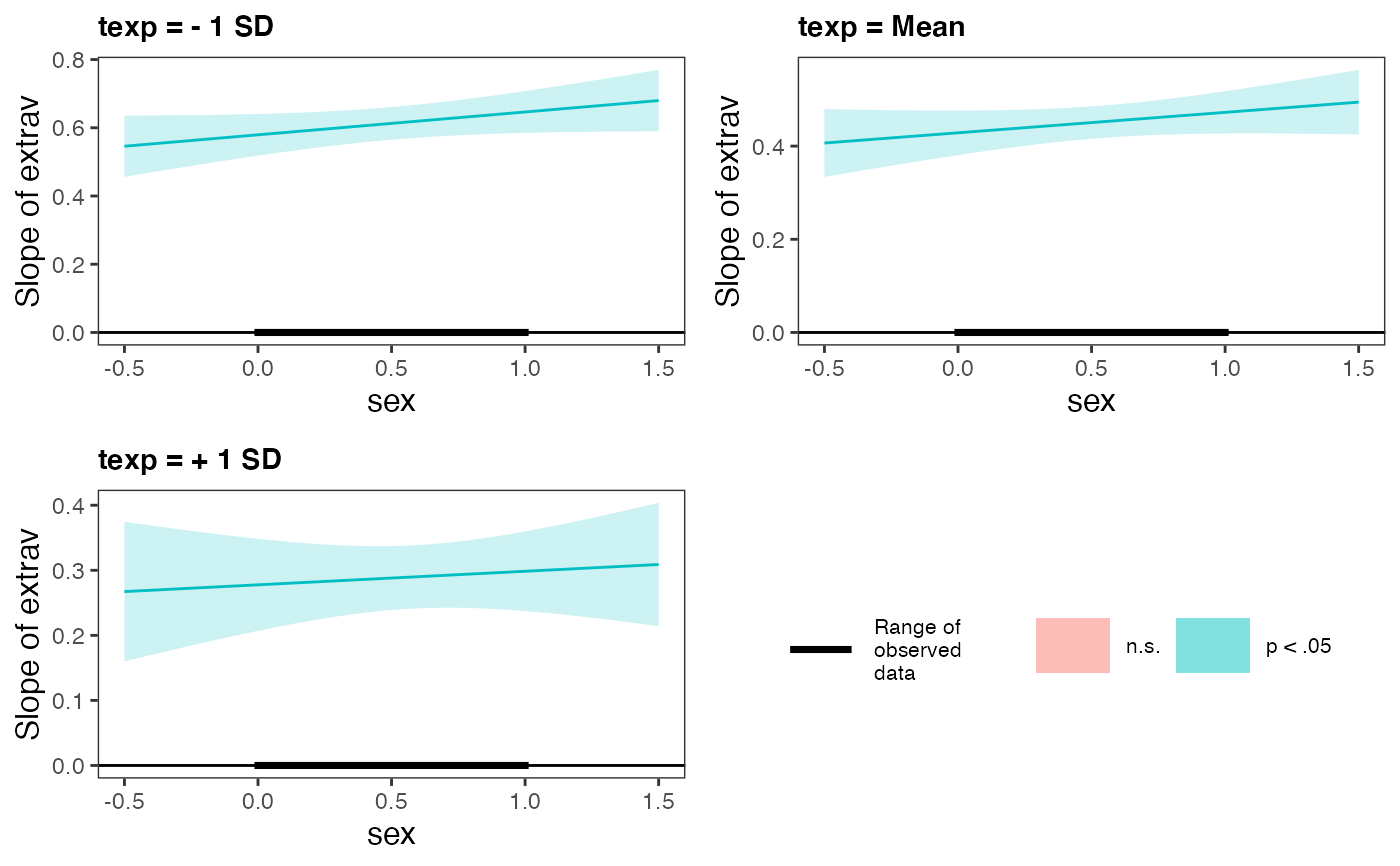 texp = - 1 SD
Slope of extrav
0.8
0.6
0.4
0.2
0.0
-0.5 0.0 0.5 1.0 1.5
sex
texp = Mean
Slope of extrav
0.4
0.2
0.0
-0.5 0.0 0.5 1.0 1.5
sex
texp = + 1 SD
Slope of extrav
0.4
0.3
0.2
0.1
0.0
-0.5 0.0 0.5 1.0 1.5
sex
Range of
observed
data
n.s.
p < .05